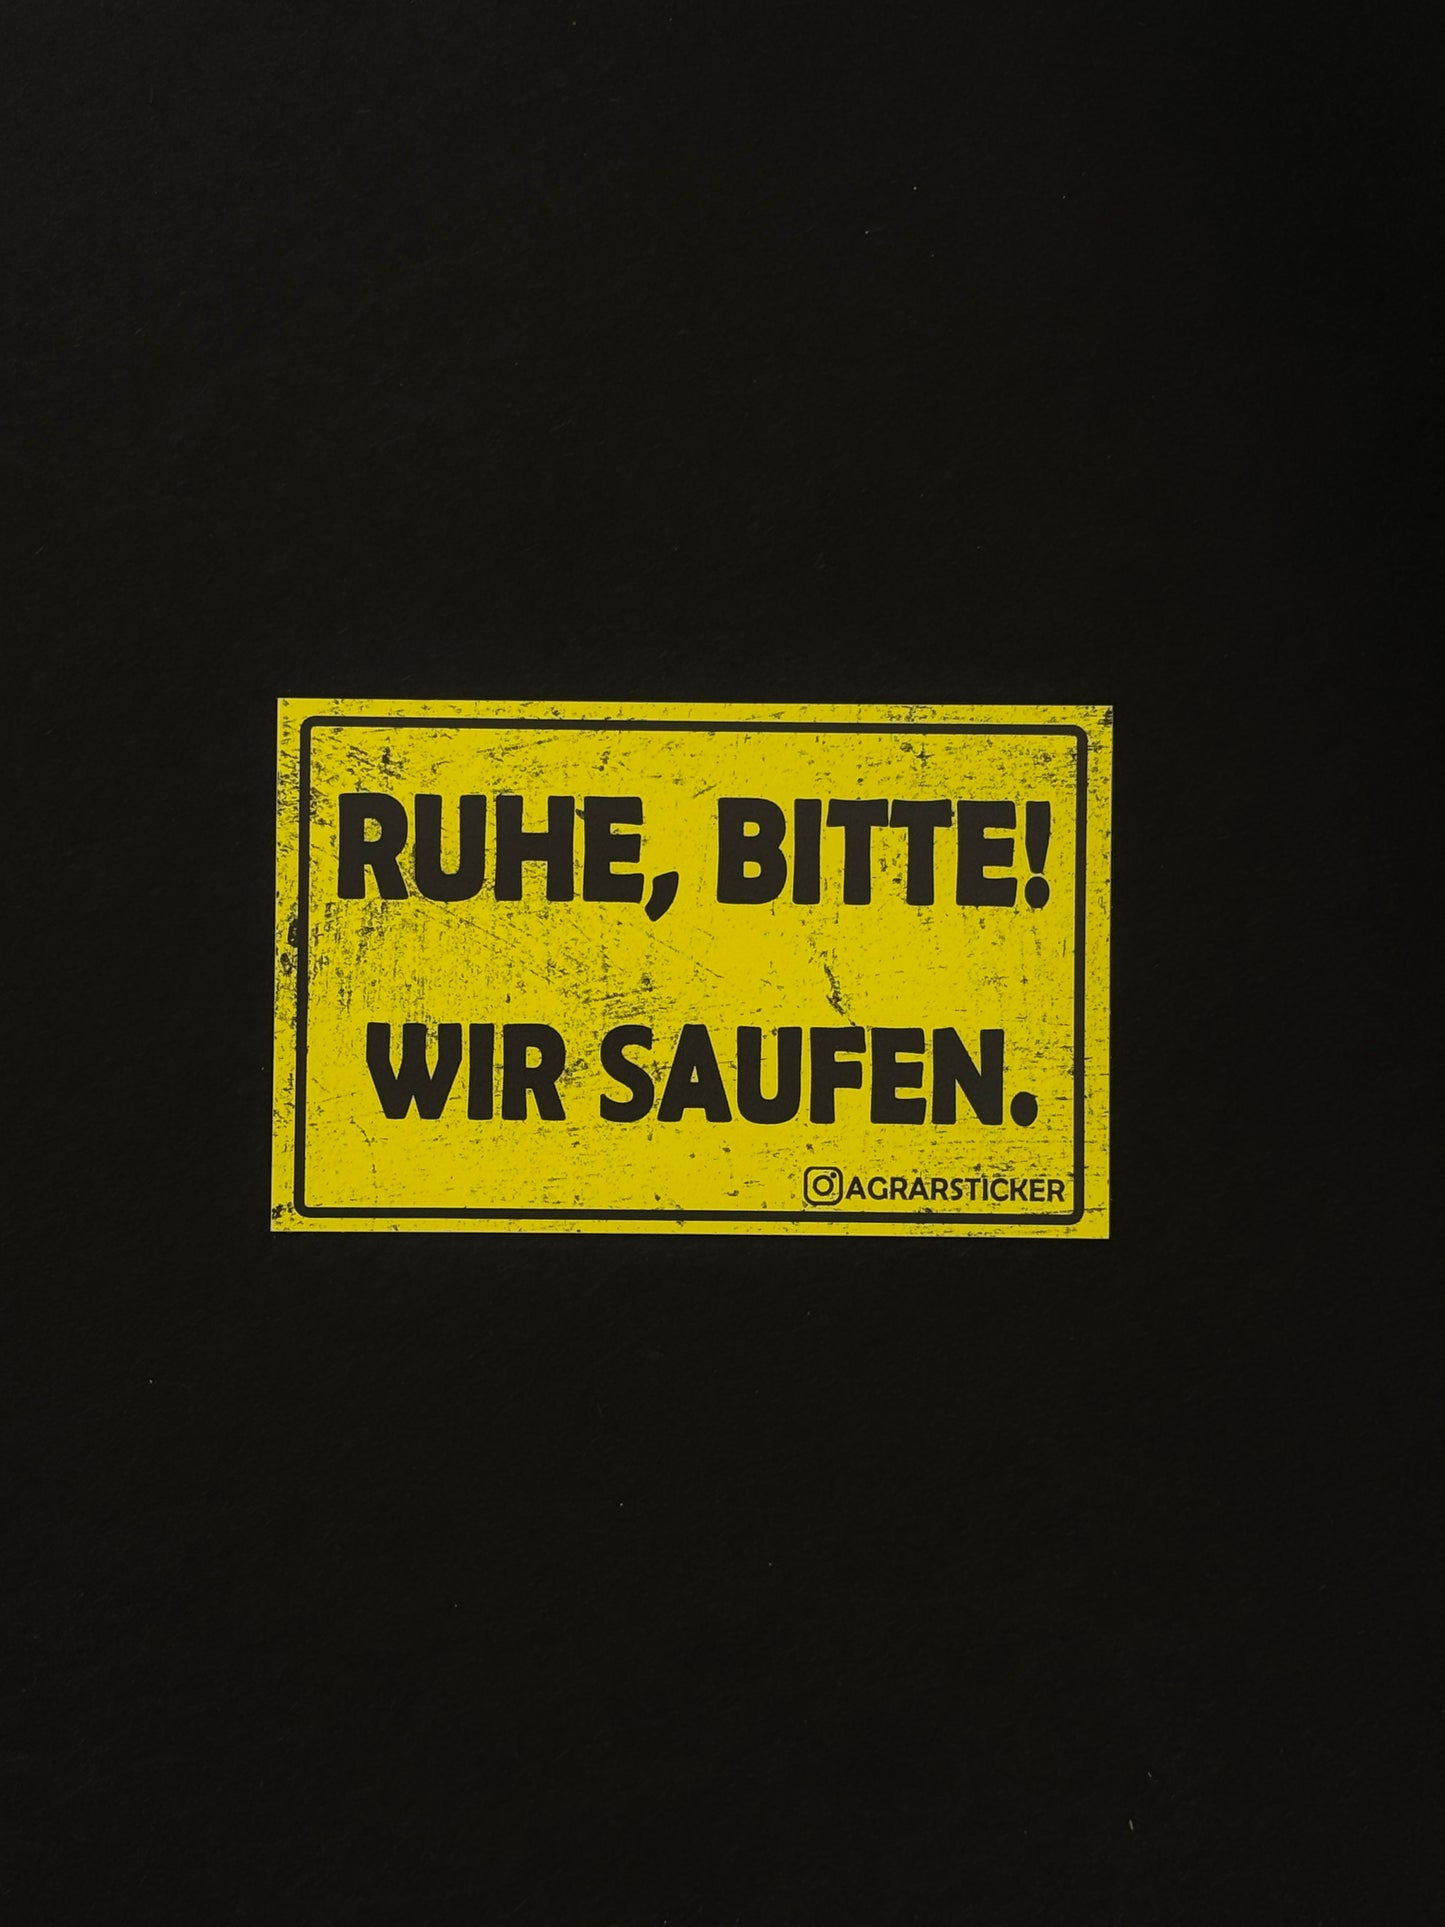 RUHE, BITTE!
WIR SAUFEN.
AGRARSTICKER